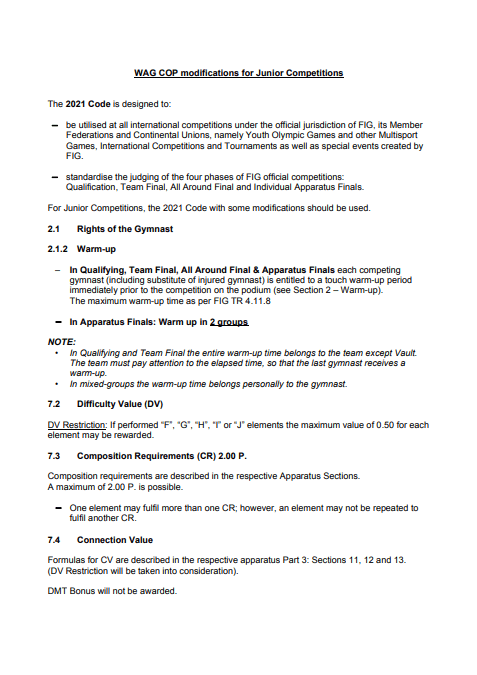 WAG COP modifications for Junior Competitions
The 2021 Code is designed to:
– be utilised at all international competitions under the official jurisdiction of FIG, its Member
Federations and Continental Unions, namely Youth Olympic Games and other Multisport
Games, International Competitions and Tournaments as well as special events created by
FIG.
– standardise the judging of the four phases of FIG official competitions:
Qualification, Team Final, All Around Final and Individual Apparatus Finals.
For Junior Competitions, the 2021 Code with some modifications should be used.
2.1 Rights of the Gymnast
2.1.2 Warm-up
– In Qualifying, Team Final, All Around Final & Apparatus Finals each competing
gymnast (including substitute of injured gymnast) is entitled to a touch warm-up period
immediately prior to the competition on the podium (see Section 2 – Warm-up).
The maximum warm-up time as per FIG TR 4.11.8
– In Apparatus Finals: Warm up in 2 groups
NOTE:
• In Qualifying and Team Final the entire warm-up time belongs to the team except Vault.
The team must pay attention to the elapsed time, so that the last gymnast receives a
warm-up.
• In mixed-groups the warm-up time belongs personally to the gymnast.
7.2 Difficulty Value (DV)
DV Restriction: If performed “F”, “G”, “H”, “I” or “J” elements the maximum value of 0.50 for each
element may be rewarded.
7.3 Composition Requirements (CR) 2.00 P.
Composition requirements are described in the respective Apparatus Sections.
A maximum of 2.00 P. is possible.
– One element may fulfil more than one CR; however, an element may not be repeated to
fulfil another CR.
7.4 Connection Value
Formulas for CV are described in the respective apparatus Part 3: Sections 11, 12 and 13.
(DV Restriction will be taken into consideration).
DMT Bonus will not be awarded.